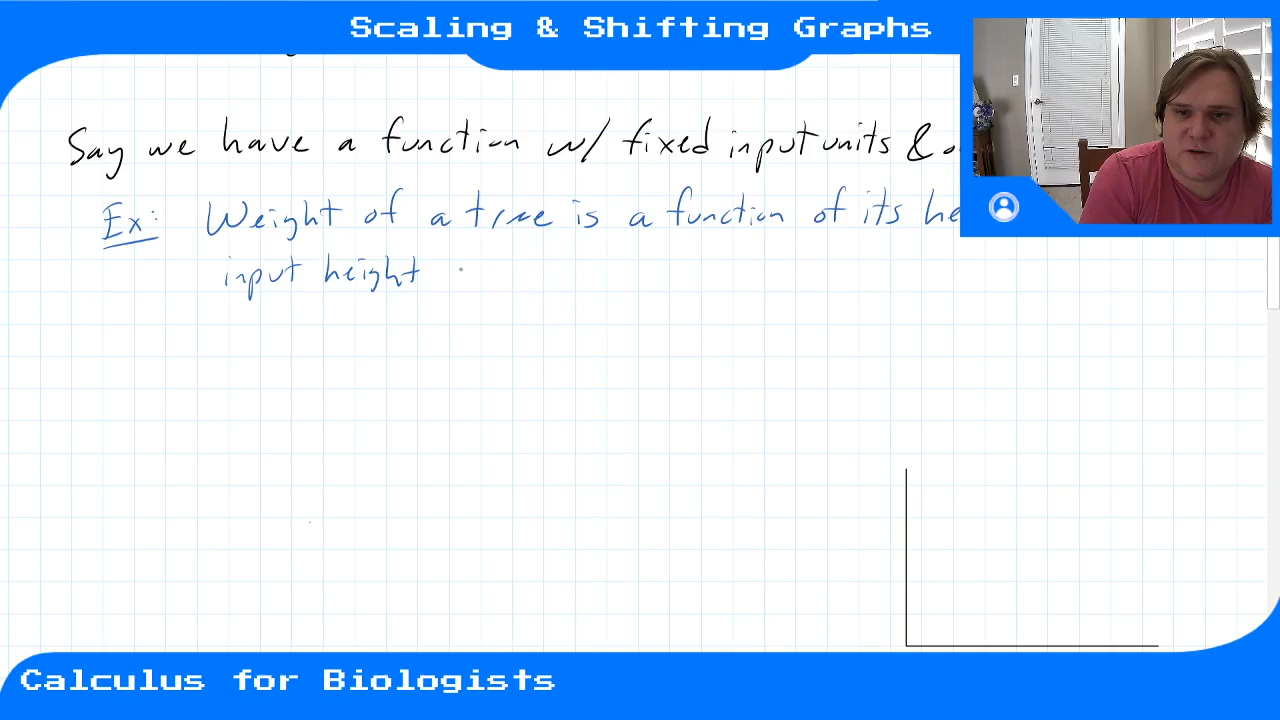 Scaling & Shifting Graphs
Say we have a function w/ fixed input units &
Ex: Weight of a tree is a function of its he
input height
Calculus for Biologists